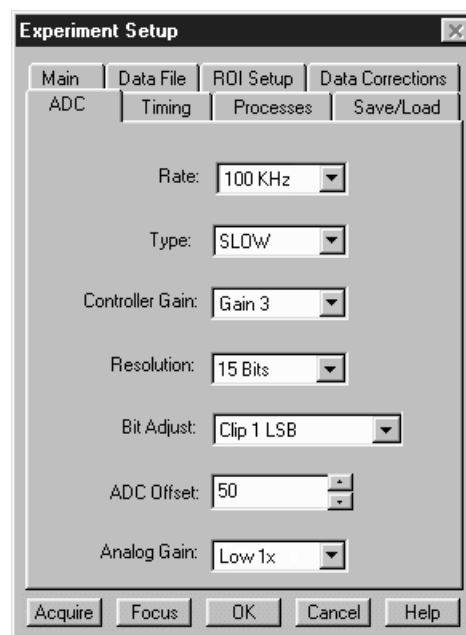 Experiment Setup
Main Data File ROI Setup Data Corrections
ADC Timing Processes Save/Load
Rate: 100 KHz
Type: SLOW
Controller Gain: Gain 3
Resolution: 15 Bits
Bit Adjust: Clip 1 LSB
ADC Offset: 50
Analog Gain: Low 1x
Acquire Focus OK Cancel Help